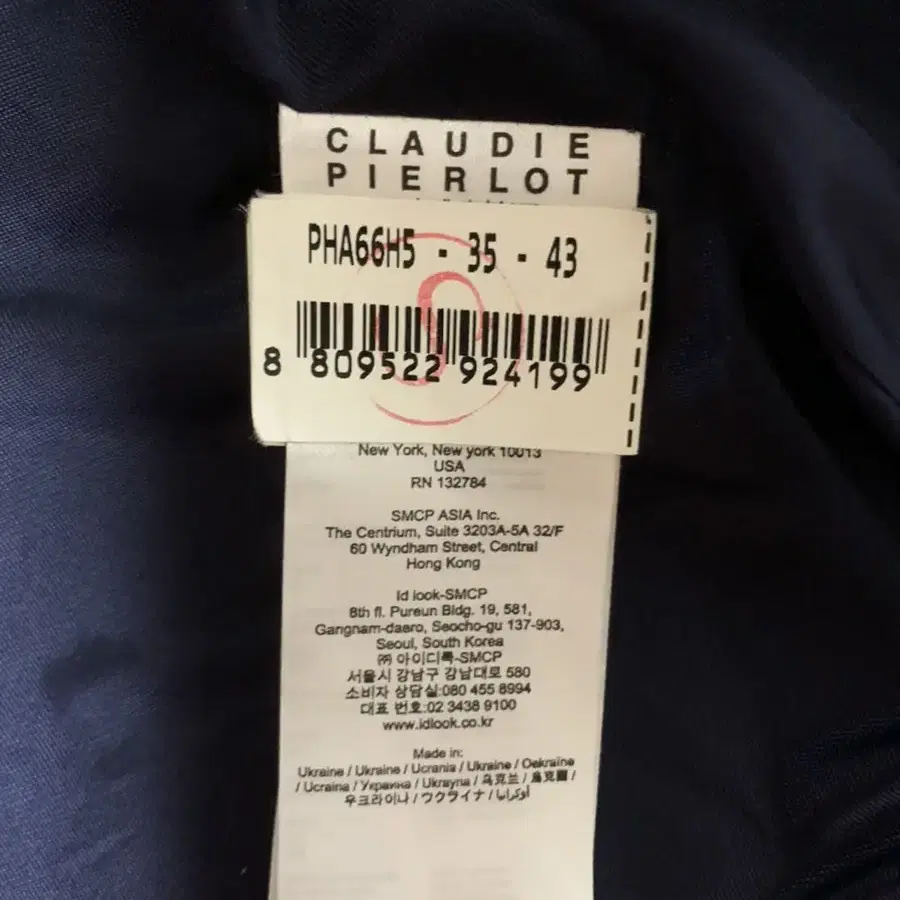 CLAUDIE
PIERLOT
PHA66H5 - 35 - 43
S
8 809522 924199
New York, New york 10013
USA
RN 132784
SMCP ASIA Inc.
The Centrium, Suite 3203A-5A 32/F
60 Wyndham Street, Central
Hong Kong
Id look-SMCP
8th fl. Pureun Bldg. 19, 581,
Gangnam-daero, Seocho-gu 137-903,
Seoul, South Korea
㈜ 아이디룩-SMCP
서울시 강남구 강남대로 580
소비자 상담실:080 455 8994
대표 번호:02 3438 9100
www.idlook.co.kr
Made in:
Ukraine / Ukraine / Ucrania / Ukraine / Oekraïne
/ Ucraina / Украина / Ukrayna / 乌克兰 / 烏克蘭 /
우크라이나 / ウクライナ / أوكرانيا